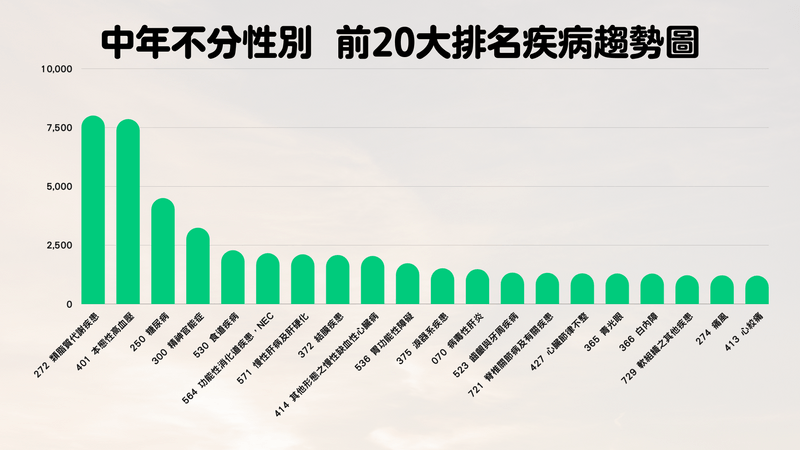 中年不分性別 前20大排名疾病趨勢圖
10,000
7,500
5,000
2,500
0
272 類脂質代謝疾患
401 本態性高血壓
250 糖尿病
300 精神官能症
530 食道疾病
564 功能性消化道疾患，NEC
571 慢性肝病及肝硬化
372 結膜疾患
414 其他形態之慢性缺血性心臟病
536 胃功能性障礙
375 淚器系疾患
070 病毒性肝炎
523 齒齦與牙周疾病
721 脊椎關節病及有關疾患
427 心臟節律不整
365 青光眼
366 白內障
729 軟組織之其他疾患
274 痛風
413 心絞痛